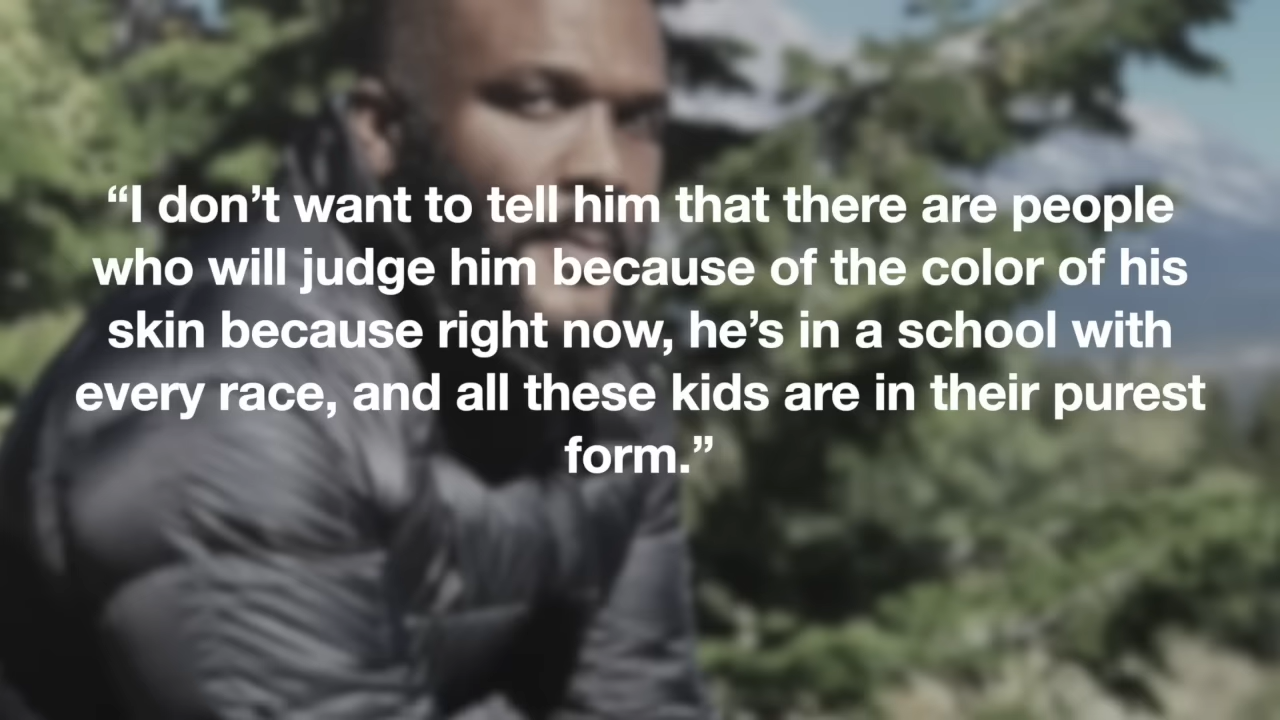 “I don’t want to tell him that there are people
who will judge him because of the color of his
skin because right now, he’s in a school with
every race, and all these kids are in their purest
form.”